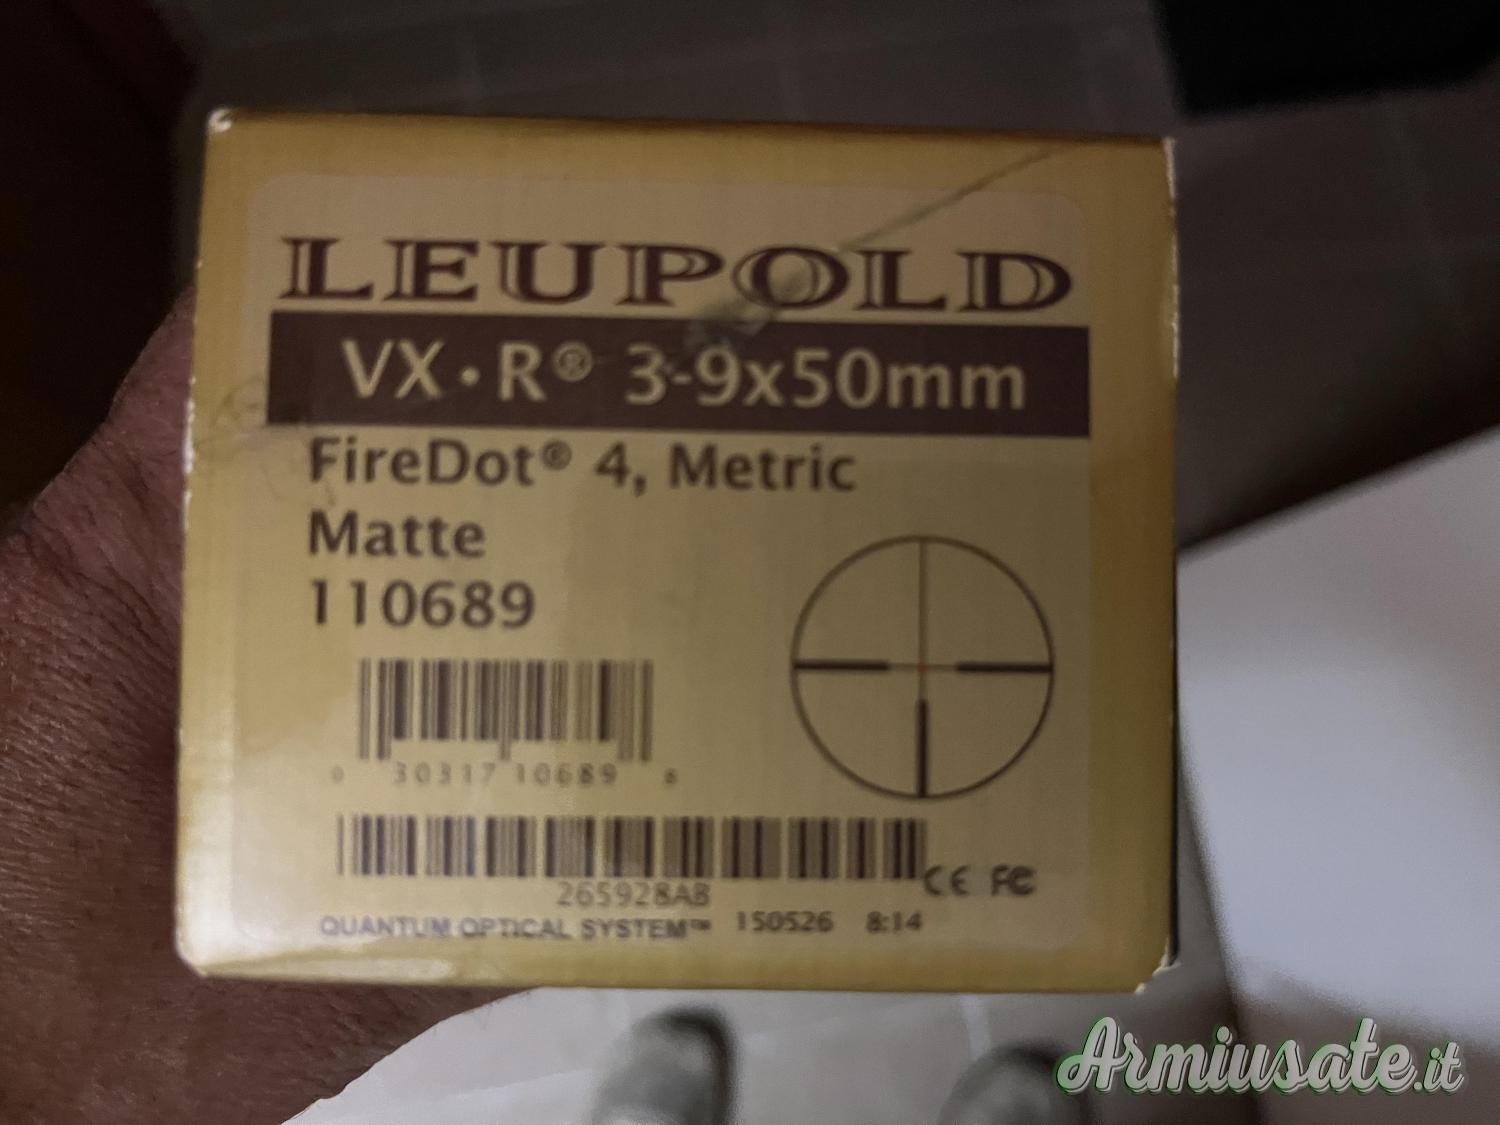 LEUPOLD
VX•R® 3-9x50mm
FireDot® 4, Metric
Matte
110689
0 30317 10689 6
265928AB
CE FC
QUANTUM OPTICAL SYSTEM™ 150526 8:14
Armiusate.it